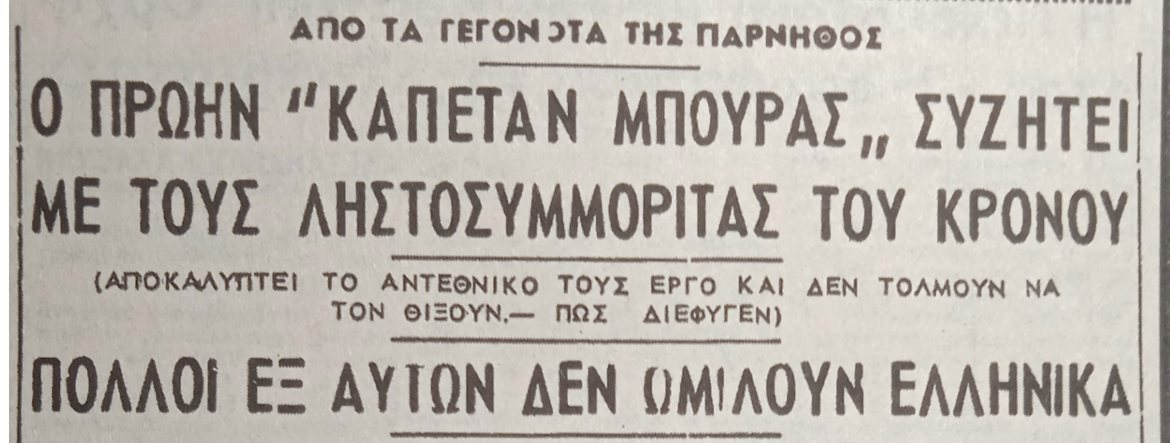 ΑΠΟ ΤΑ ΓΕΓΟΝΟΤΑ ΤΗΣ ΠΑΡΝΗΘΟΣ
Ο ΠΡΩΗΝ "ΚΑΠΕΤΑΝ ΜΠΟΥΡΑΣ„ ΣΥΖΗΤΕΙ
ΜΕ ΤΟΥΣ ΛΗΣΤΟΣΥΜΜΟΡΙΤΑΣ ΤΟΥ ΚΡΟΝΟΥ
(ΑΠΟΚΑΛΥΠΤΕΙ ΤΟ ΑΝΤΕΘΝΙΚΟ ΤΟΥΣ ΕΡΓΟ ΚΑΙ ΔΕΝ ΤΟΛΜΟΥΝ ΝΑ
ΤΟΝ ΘΙΞΟΥΝ.— ΠΩΣ ΔΙΕΦΥΓΕΝ)
ΠΟΛΛΟΙ ΕΞ ΑΥΤΩΝ ΔΕΝ ΩΜΙΛΟΥΝ ΕΛΛΗΝΙΚΑ